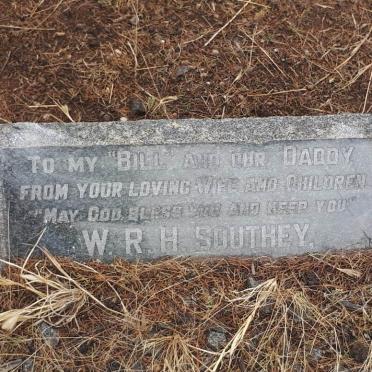 TO MY "BILL" AND OUR DADDY
FROM YOUR LOVING WIFE AND CHILDREN
"MAY GOD BLESS YOU AND KEEP YOU"
W. R. H. SOUTHEY.